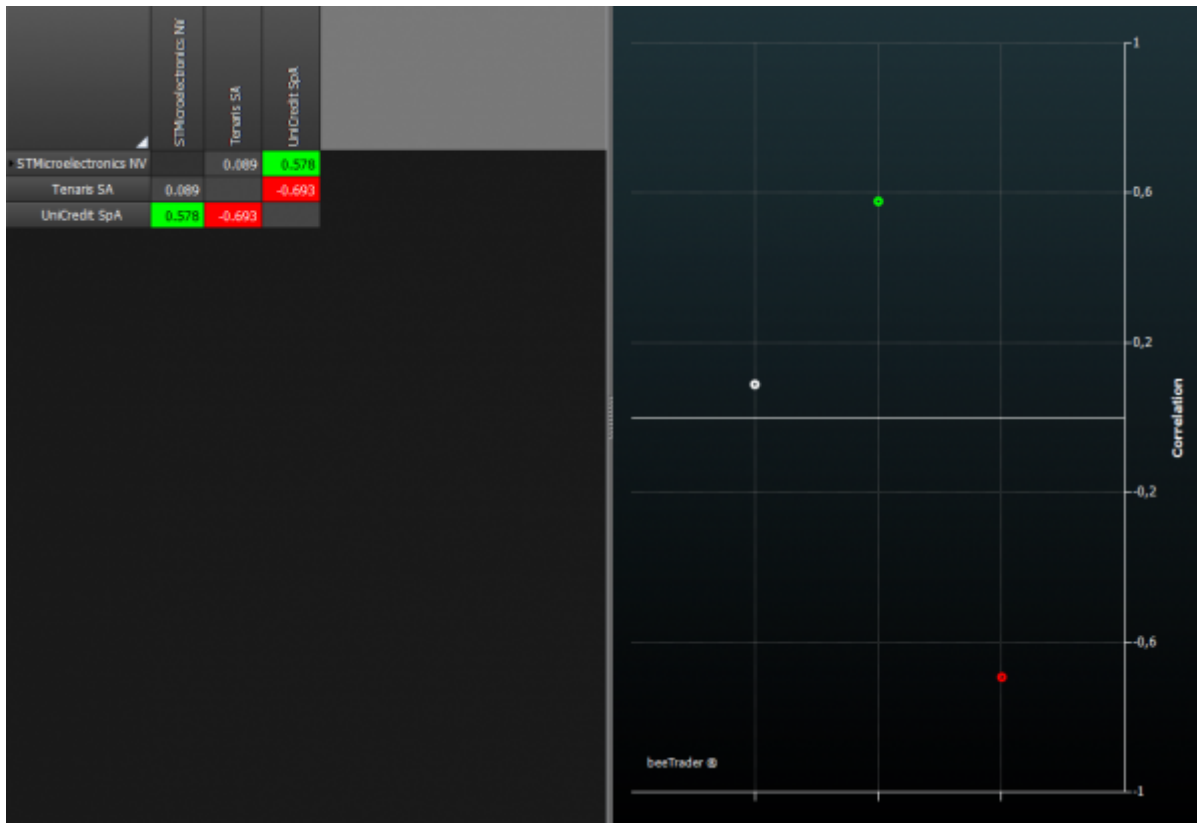 STMicroelectronics NV
Tenaris SA
UniCredit SpA
STMicroelectronics NV 0.089 0.578
Tenaris SA 0.089 -0.693
UniCredit SpA 0.578 -0.693
1
0,6
0,2
-0,2
-0,6
-1
Correlation
beeTrader ®